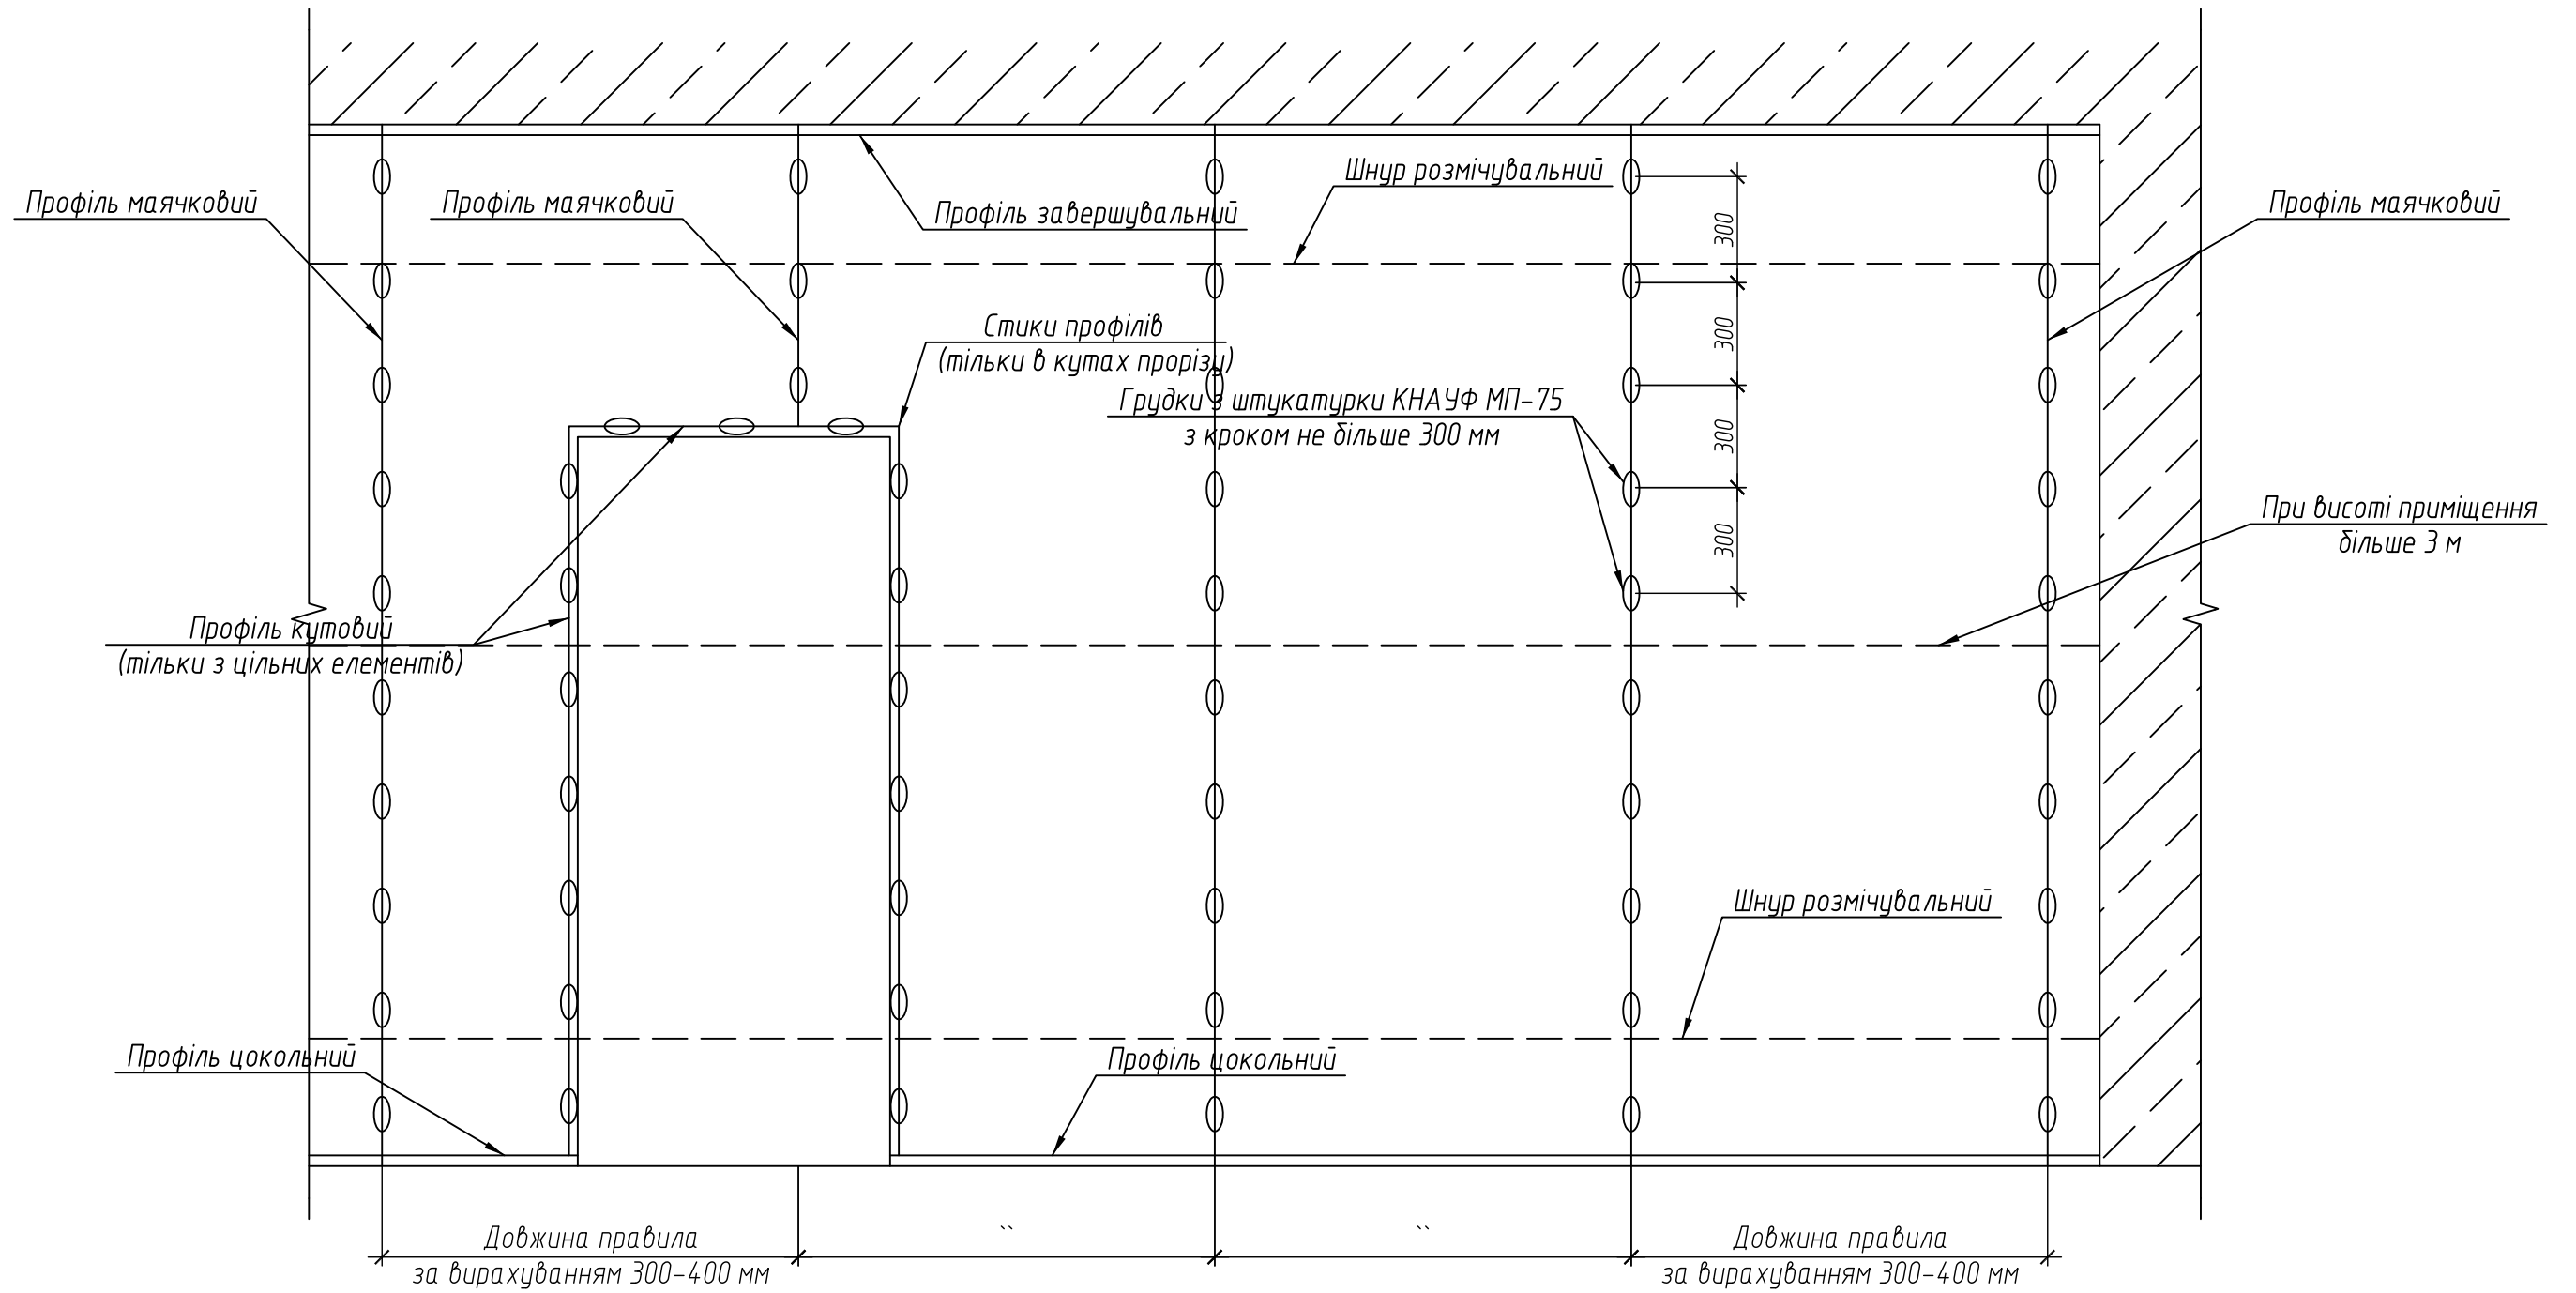 Шнур розмічувальний
Профіль маячковий
Профіль маячковий
Профіль завершувальний
Профіль маячковий
300
Стики профілів
(тільки в кутах прорізу)
300
Грудки з штукатурки КНАУФ МП-75
з кроком не більше 300 мм
300
При висоті приміщення
більше 3 м
300
Профіль кутовий
(тільки з цільних елементів)
Шнур розмічувальний
Профіль цокольний
Профіль цокольний
Довжина правила
за вирахуванням 300-400 мм
``
``
Довжина правила
за вирахуванням 300-400 мм